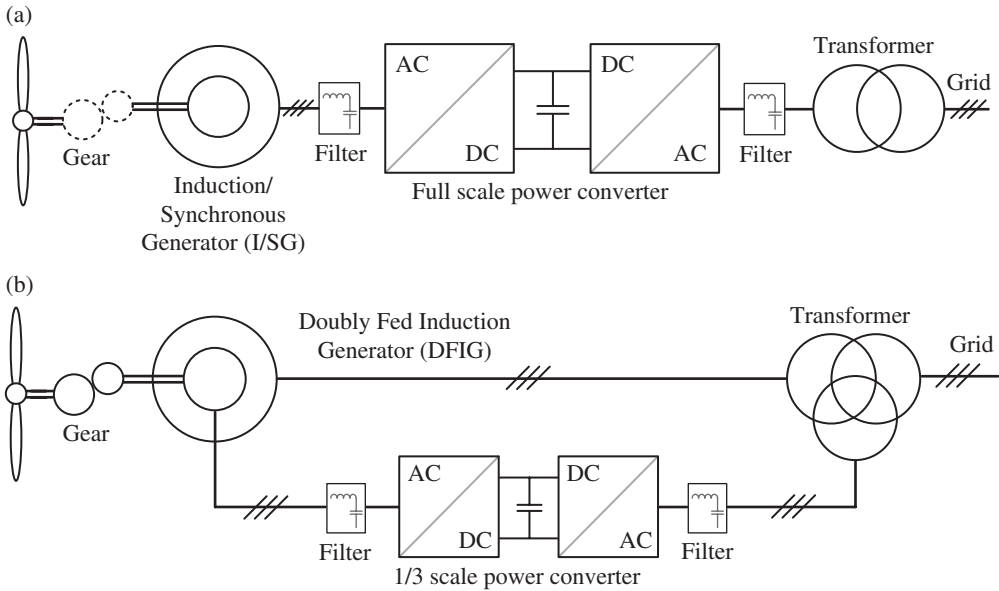 (a)
Transformer
AC
DC
Grid
Gear
Filter
DC
AC
Filter
Full scale power converter
Induction/
Synchronous
Generator (I/SG)
(b)
Doubly Fed Induction
Generator (DFIG)
Transformer
Grid
Gear
AC
DC
DC
AC
Filter
Filter
1/3 scale power converter